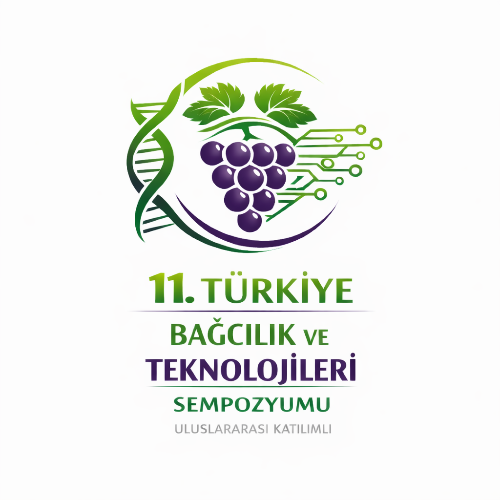 11. TÜRKİYE
BAĞCILIK VE
TEKNOLOJİLERİ
SEMPOZYUMU
ULUSLARARASI KATILIMLI